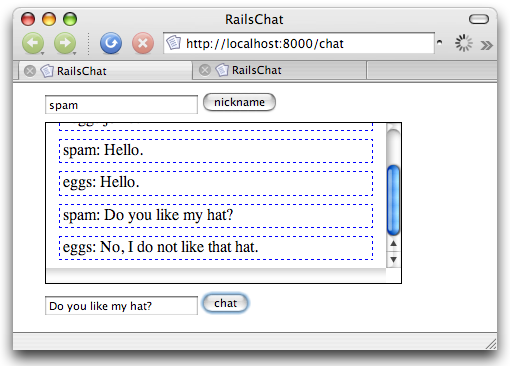 RailsChat
http://localhost:8000/chat
RailsChat RailsChat
spam nickname
spam: Hello.
eggs: Hello.
spam: Do you like my hat?
eggs: No, I do not like that hat.
Do you like my hat? chat